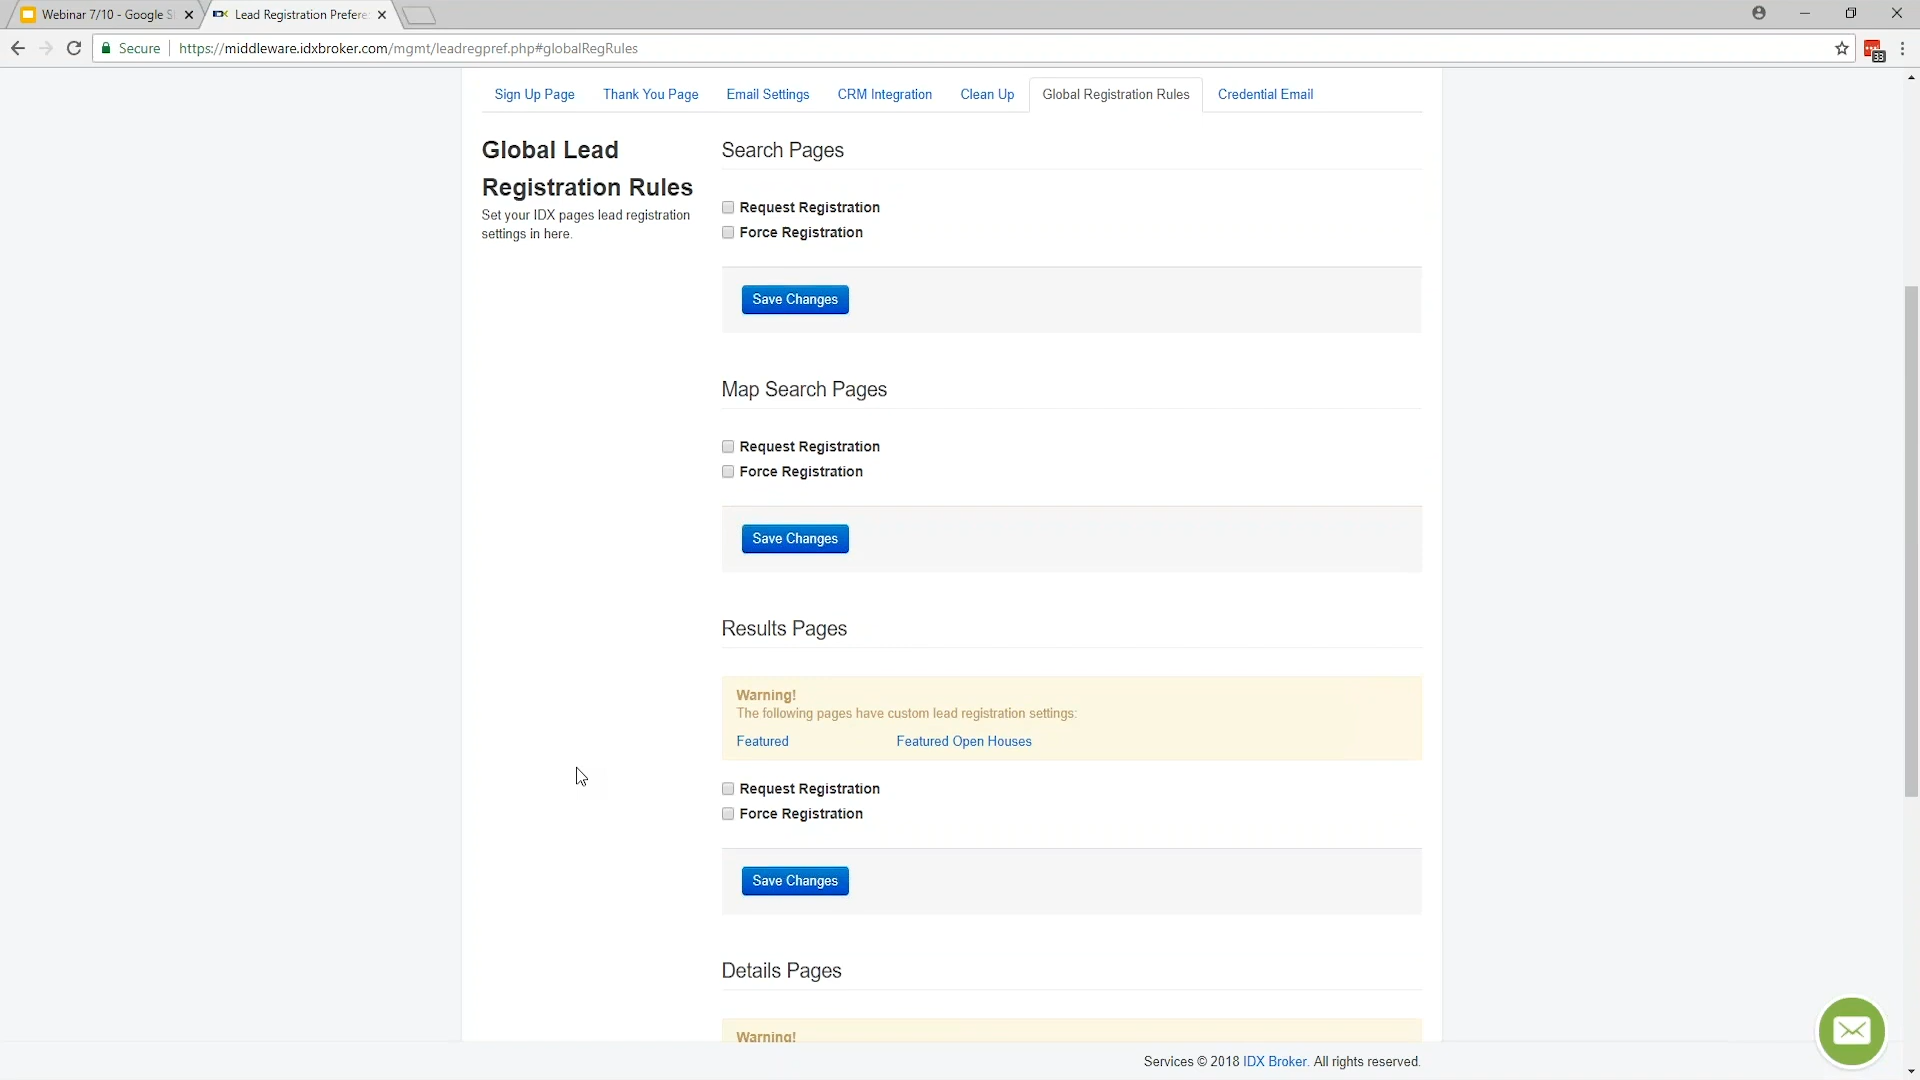 Webinar 7/10 - Google S
Lead Registration Prefere
Secure
https://middleware.idxbroker.com/mgmt/leadregpref.php#globalRegRules
33
Sign Up Page
Thank You Page
Email Settings
CRM Integration
Clean Up
Global Registration Rules
Credential Email
Global Lead
Registration Rules
Set your IDX pages lead registration
settings in here.
Search Pages
Request Registration
Force Registration
Save Changes
Map Search Pages
Request Registration
Force Registration
Save Changes
Results Pages
Warning!
The following pages have custom lead registration settings:
Featured
Featured Open Houses
Request Registration
Force Registration
Save Changes
Details Pages
Warning!
Services © 2018 IDX Broker. All rights reserved.